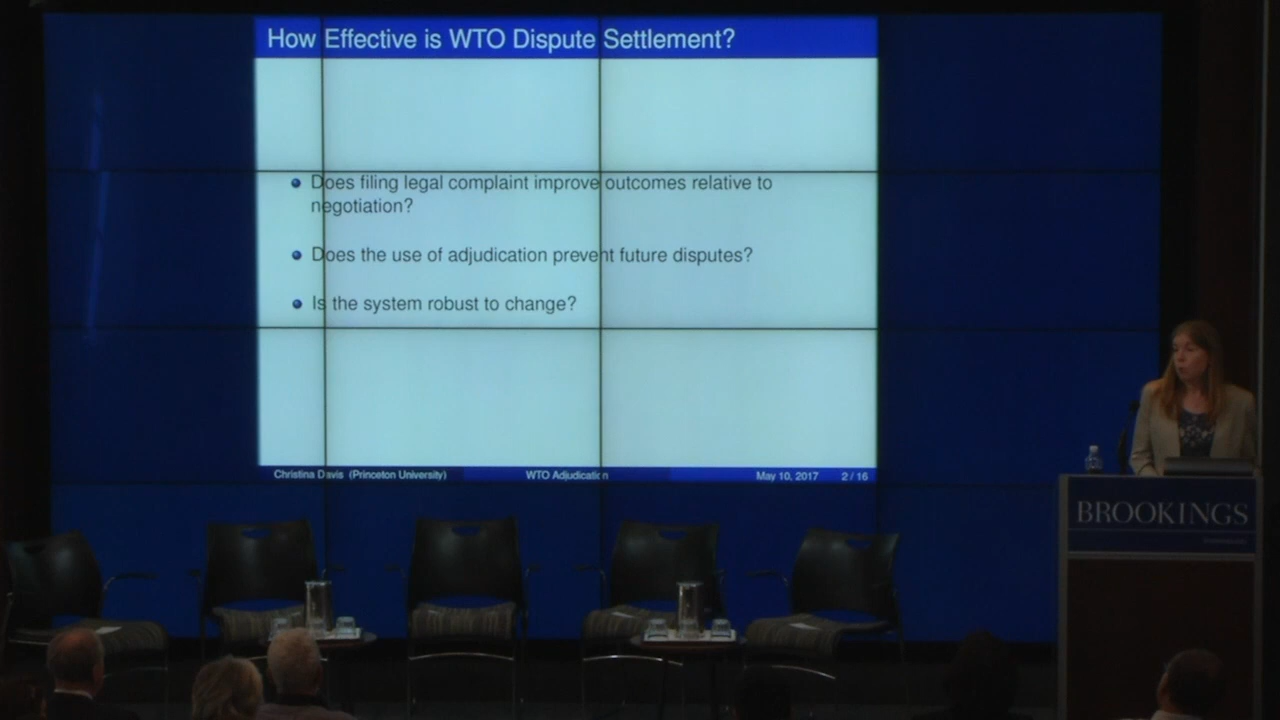 How Effective is WTO Dispute Settlement?
Does filing legal complaint improve outcomes relative to
negotiation?
Does the use of adjudication prevent future disputes?
Is the system robust to change?
Christina Davis (Princeton University) WTO Adjudication May 10, 2017 2 / 16
BROOKINGS